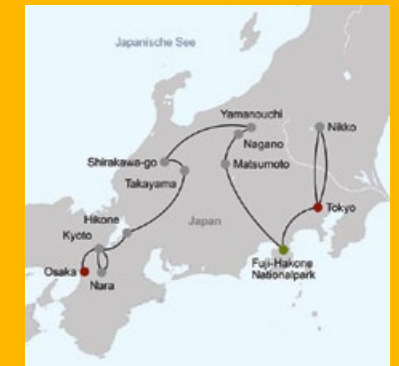 Japanische See
Yamanouchi
Nikko
Nagano
Shirakawa-go
Matsumoto
Takayama
Tokyo
Hikone
Japan
Kyoto
Fuji-Hakone
Nationalpark
Osaka
Nara